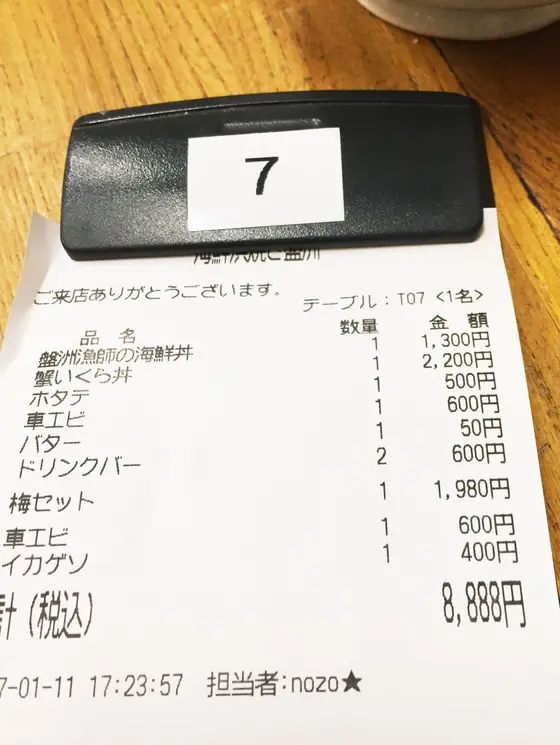 7
ご来店ありがとうございます。
テーブル:T07 <1名>
品 名 数量 金 額
盤洲漁師の海鮮丼 1 1,300円
蟹いくら丼 1 2,200円
ホタテ 1 500円
車エビ 1 600円
バター 1 50円
ドリンクバー 2 600円
梅セット 1 1,980円
車エビ 1 600円
イカゲソ 1 400円
計(税込) 8,888円
7-01-11 17:23:57 担当者:nozo★